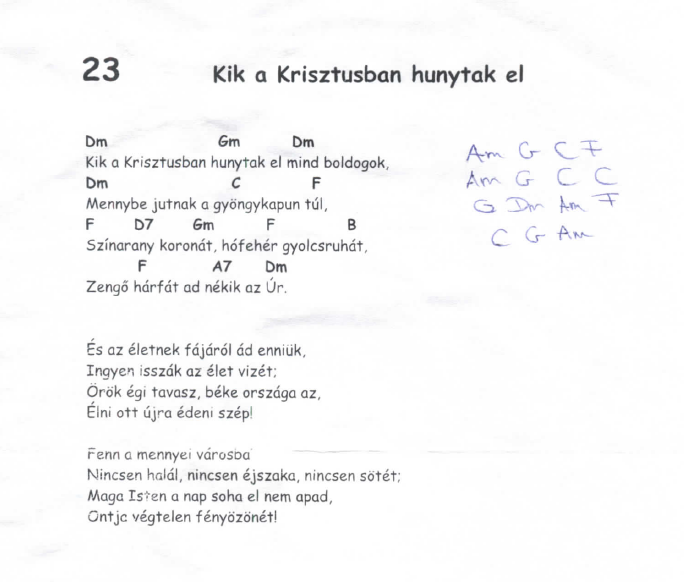 23 Kik a Krisztusban hunytak el
Dm Gm Dm
Kik a Krisztusban hunytak el mind boldogok,
Dm C F
Mennybe jutnak a gyöngykapun túl,
F D7 Gm F B
Színarany koronát, hófehér gyolcsruhát,
F A7 Dm
Zengő hárfát ad nékik az Úr.
Am G C F
Am G C C
G Dm Am F
C G Am
És az életnek fájáról ád enniük,
Ingyen isszák az élet vizét;
Örök égi tavasz, béke országa az,
Élni ott újra édeni szép!
Fenn a mennyei városba
Nincsen halál, nincsen éjszaka, nincsen sötét;
Maga Isten a nap soha el nem apad,
Ontja végtelen fényözönét!